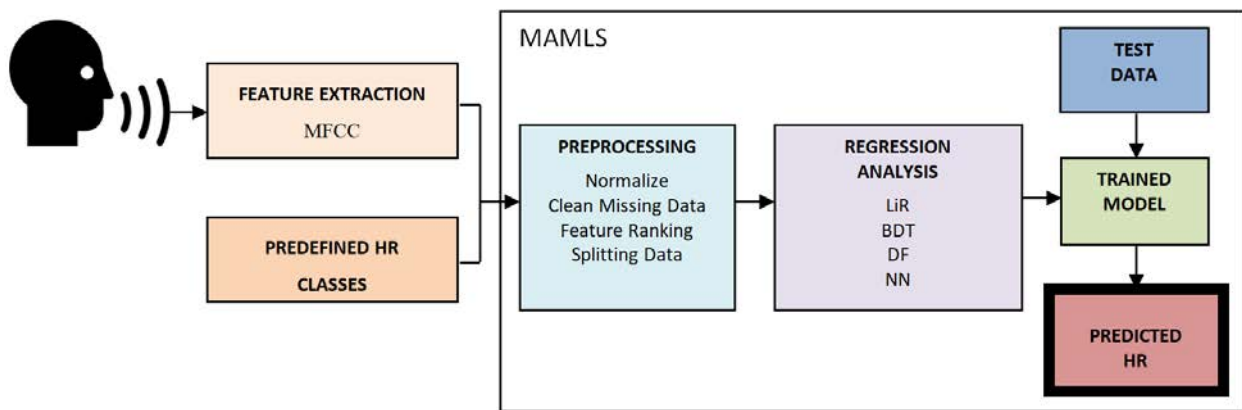 MAMLS
FEATURE EXTRACTION
MFCC
PREDEFINED HR
CLASSES
PREPROCESSING
Normalize
Clean Missing Data
Feature Ranking
Splitting Data
REGRESSION
ANALYSIS
LiR
BDT
DF
NN
TEST
DATA
TRAINED
MODEL
PREDICTED
HR